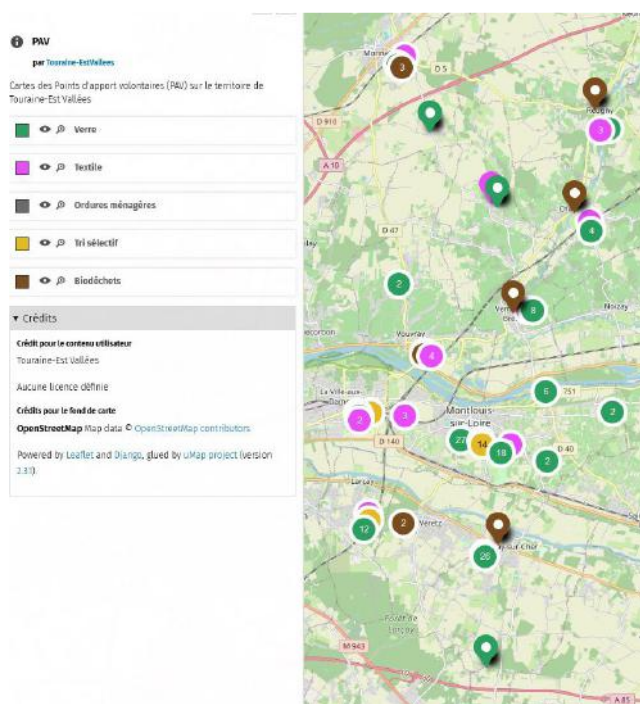 PAV
par Touraine-EstVallees
Cartes des Points d'apport volontaires (PAV) sur le territoire de
Touraine-Est Vallées
Verre
Textile
Ordures ménagères
Tri sélectif
Biodéchets
▼ Crédits
Crédit pour le contenu utilisateur
Touraine-Est Vallées
Aucune licence définie
Crédits pour le fond de carte
OpenStreetMap Map data © OpenStreetMap contributors
Powered by Leaflet and Django, glued by uMap project (version
2.3.1).
3
D 5
D 910
Reugny
3
A 10
D 47
4
2
8
Noizay
Vouvray
4
6
751
La Ville-aux-
2
3
Montlouis-
sur-Loire
2
D 140
27
14
18
D 40
2
Larçay
12
2
Véretz
sur-Cher
26
Forêt de
Larçay
M 943
A 85